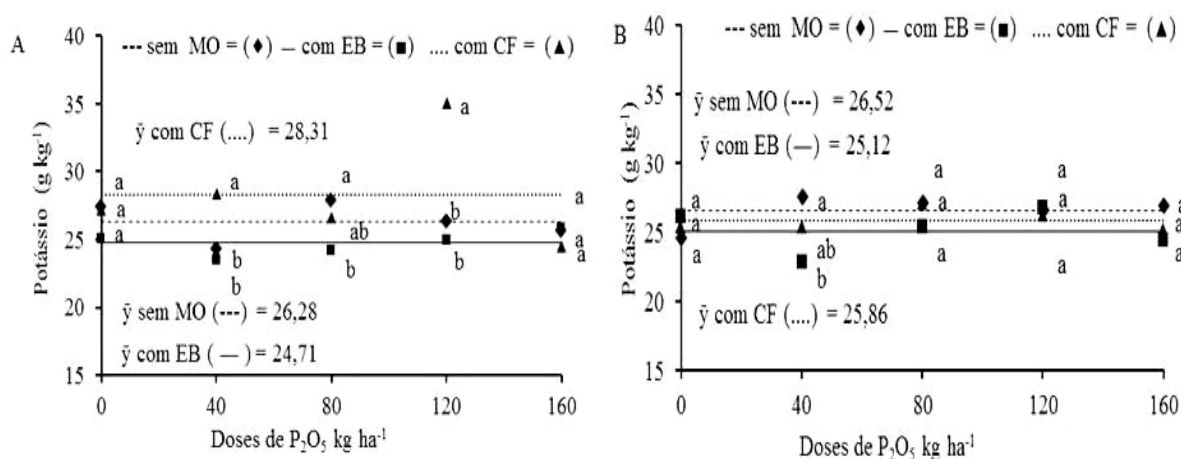 A
--- sem MO = (♦) — com EB = (■) .... com CF = (▲)
40
35
30
25
20
15
Potássio (g kg-1)
ȳ com CF (....) = 28,31
a
a
a
a
a
a
a
b
ab
a
a
b
b
b
b
a
ȳ sem MO (---) = 26,28
ȳ com EB ( — ) = 24,71
0 40 80 120 160
Doses de P2O5 kg ha-1
B
--- sem MO = (♦) — com EB = (■) .... com CF = (▲)
40
35
30
25
20
15
Potássio (g kg-1)
ȳ sem MO (---) = 26,52
ȳ com EB (—) = 25,12
a
a
a
a
a
a
a
a
a
a
a
ab
a
a
a
b
ȳ com CF (....) = 25,86
0 40 80 120 160
Doses de P2O5 kg ha-1